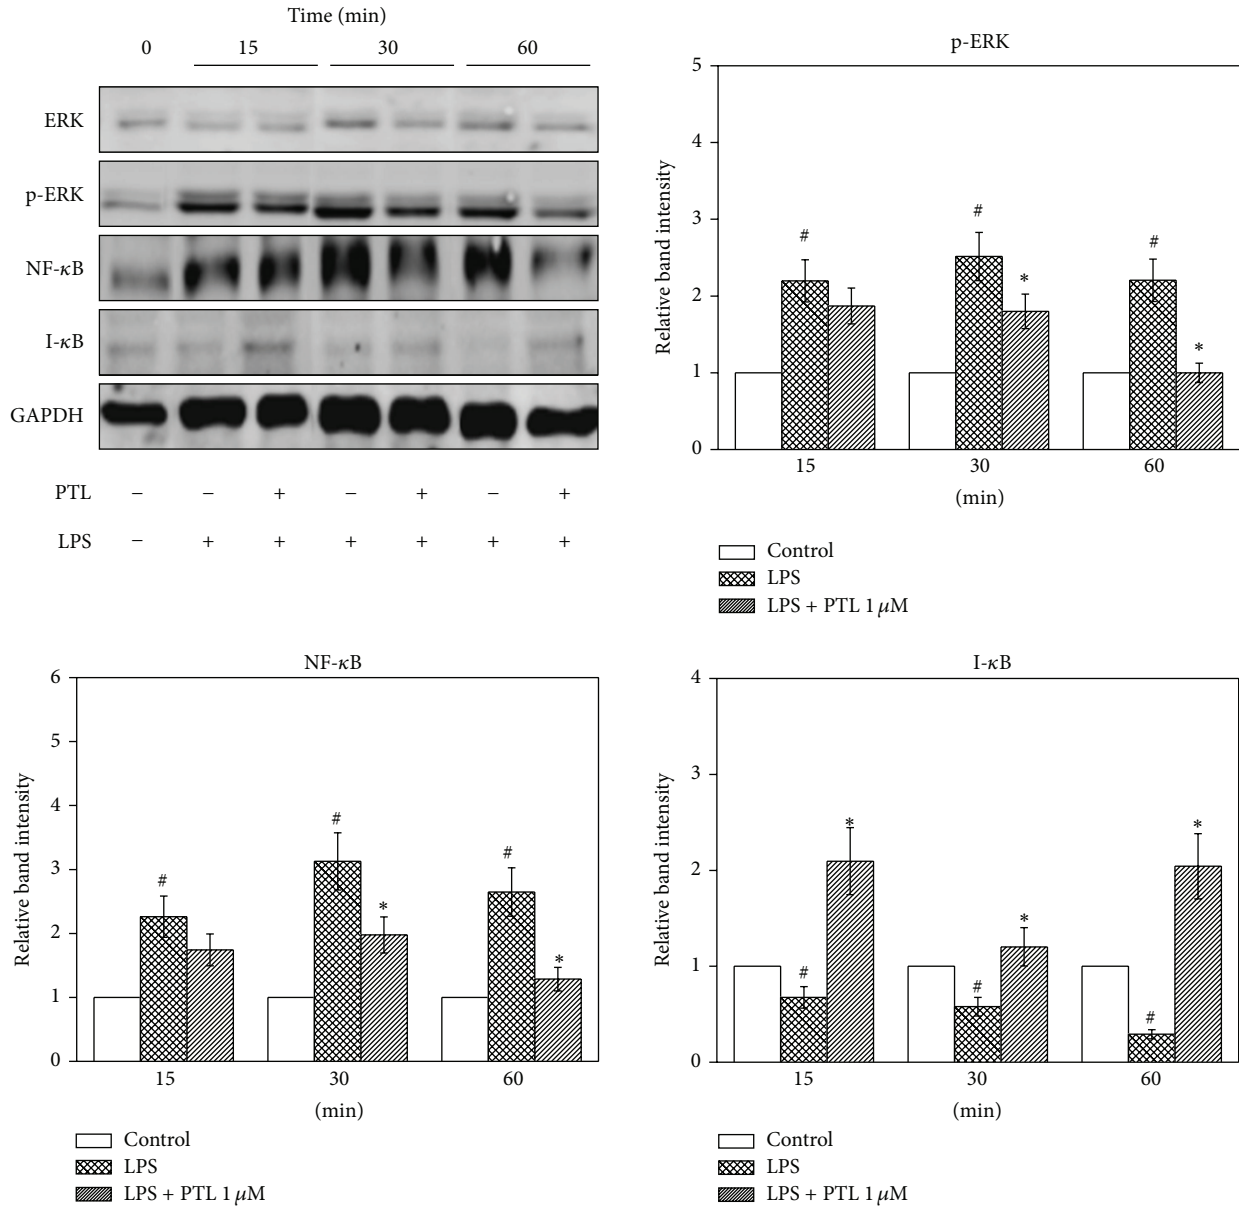 Time (min)
0 15 30 60
ERK
p-ERK
NF-κB
I-κB
GAPDH
PTL − − + − + − +
LPS − + + + + + +
p-ERK
Relative band intensity
5
4
3
2
1
0
# # * # *
15 30 60
(min)
Control
LPS
LPS + PTL 1 μM
NF-κB
Relative band intensity
6
5
4
3
2
1
0
# # * # *
15 30 60
(min)
Control
LPS
LPS + PTL 1 μM
I-κB
Relative band intensity
4
3
2
1
0
# * # * # *
15 30 60
(min)
Control
LPS
LPS + PTL 1 μM